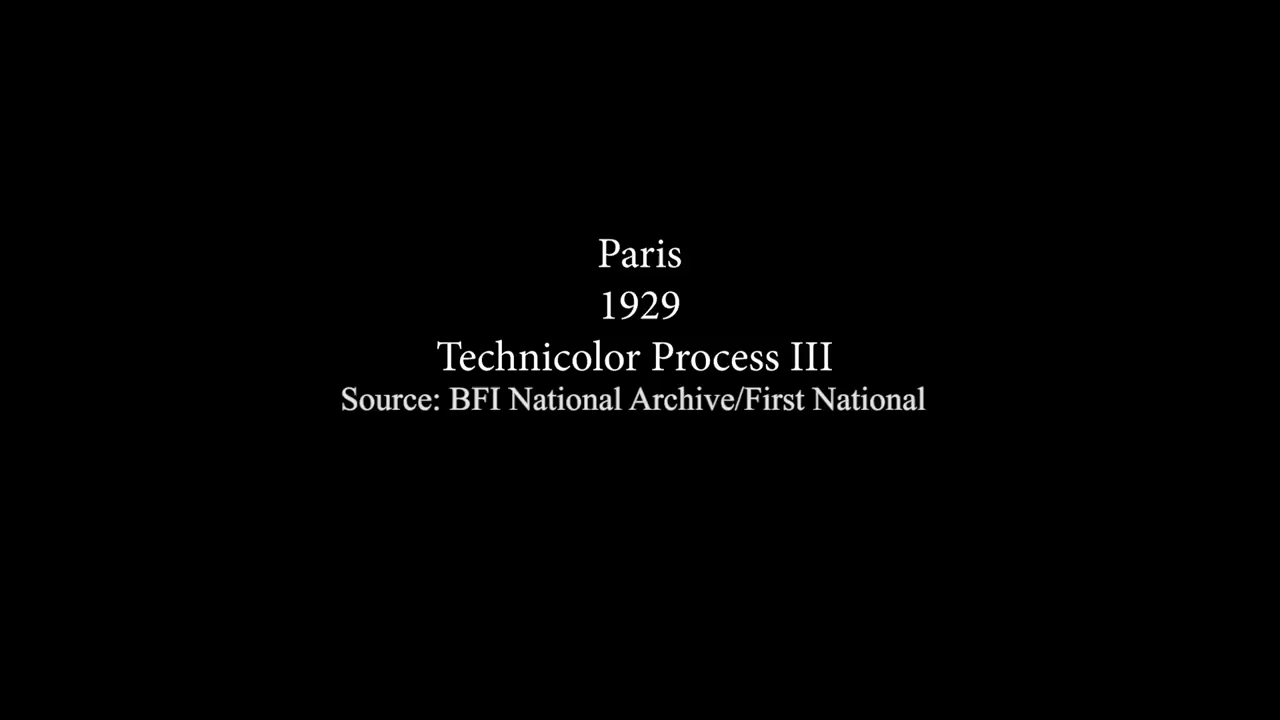 Paris
1929
Technicolor Process III
Source: BFI National Archive/First National